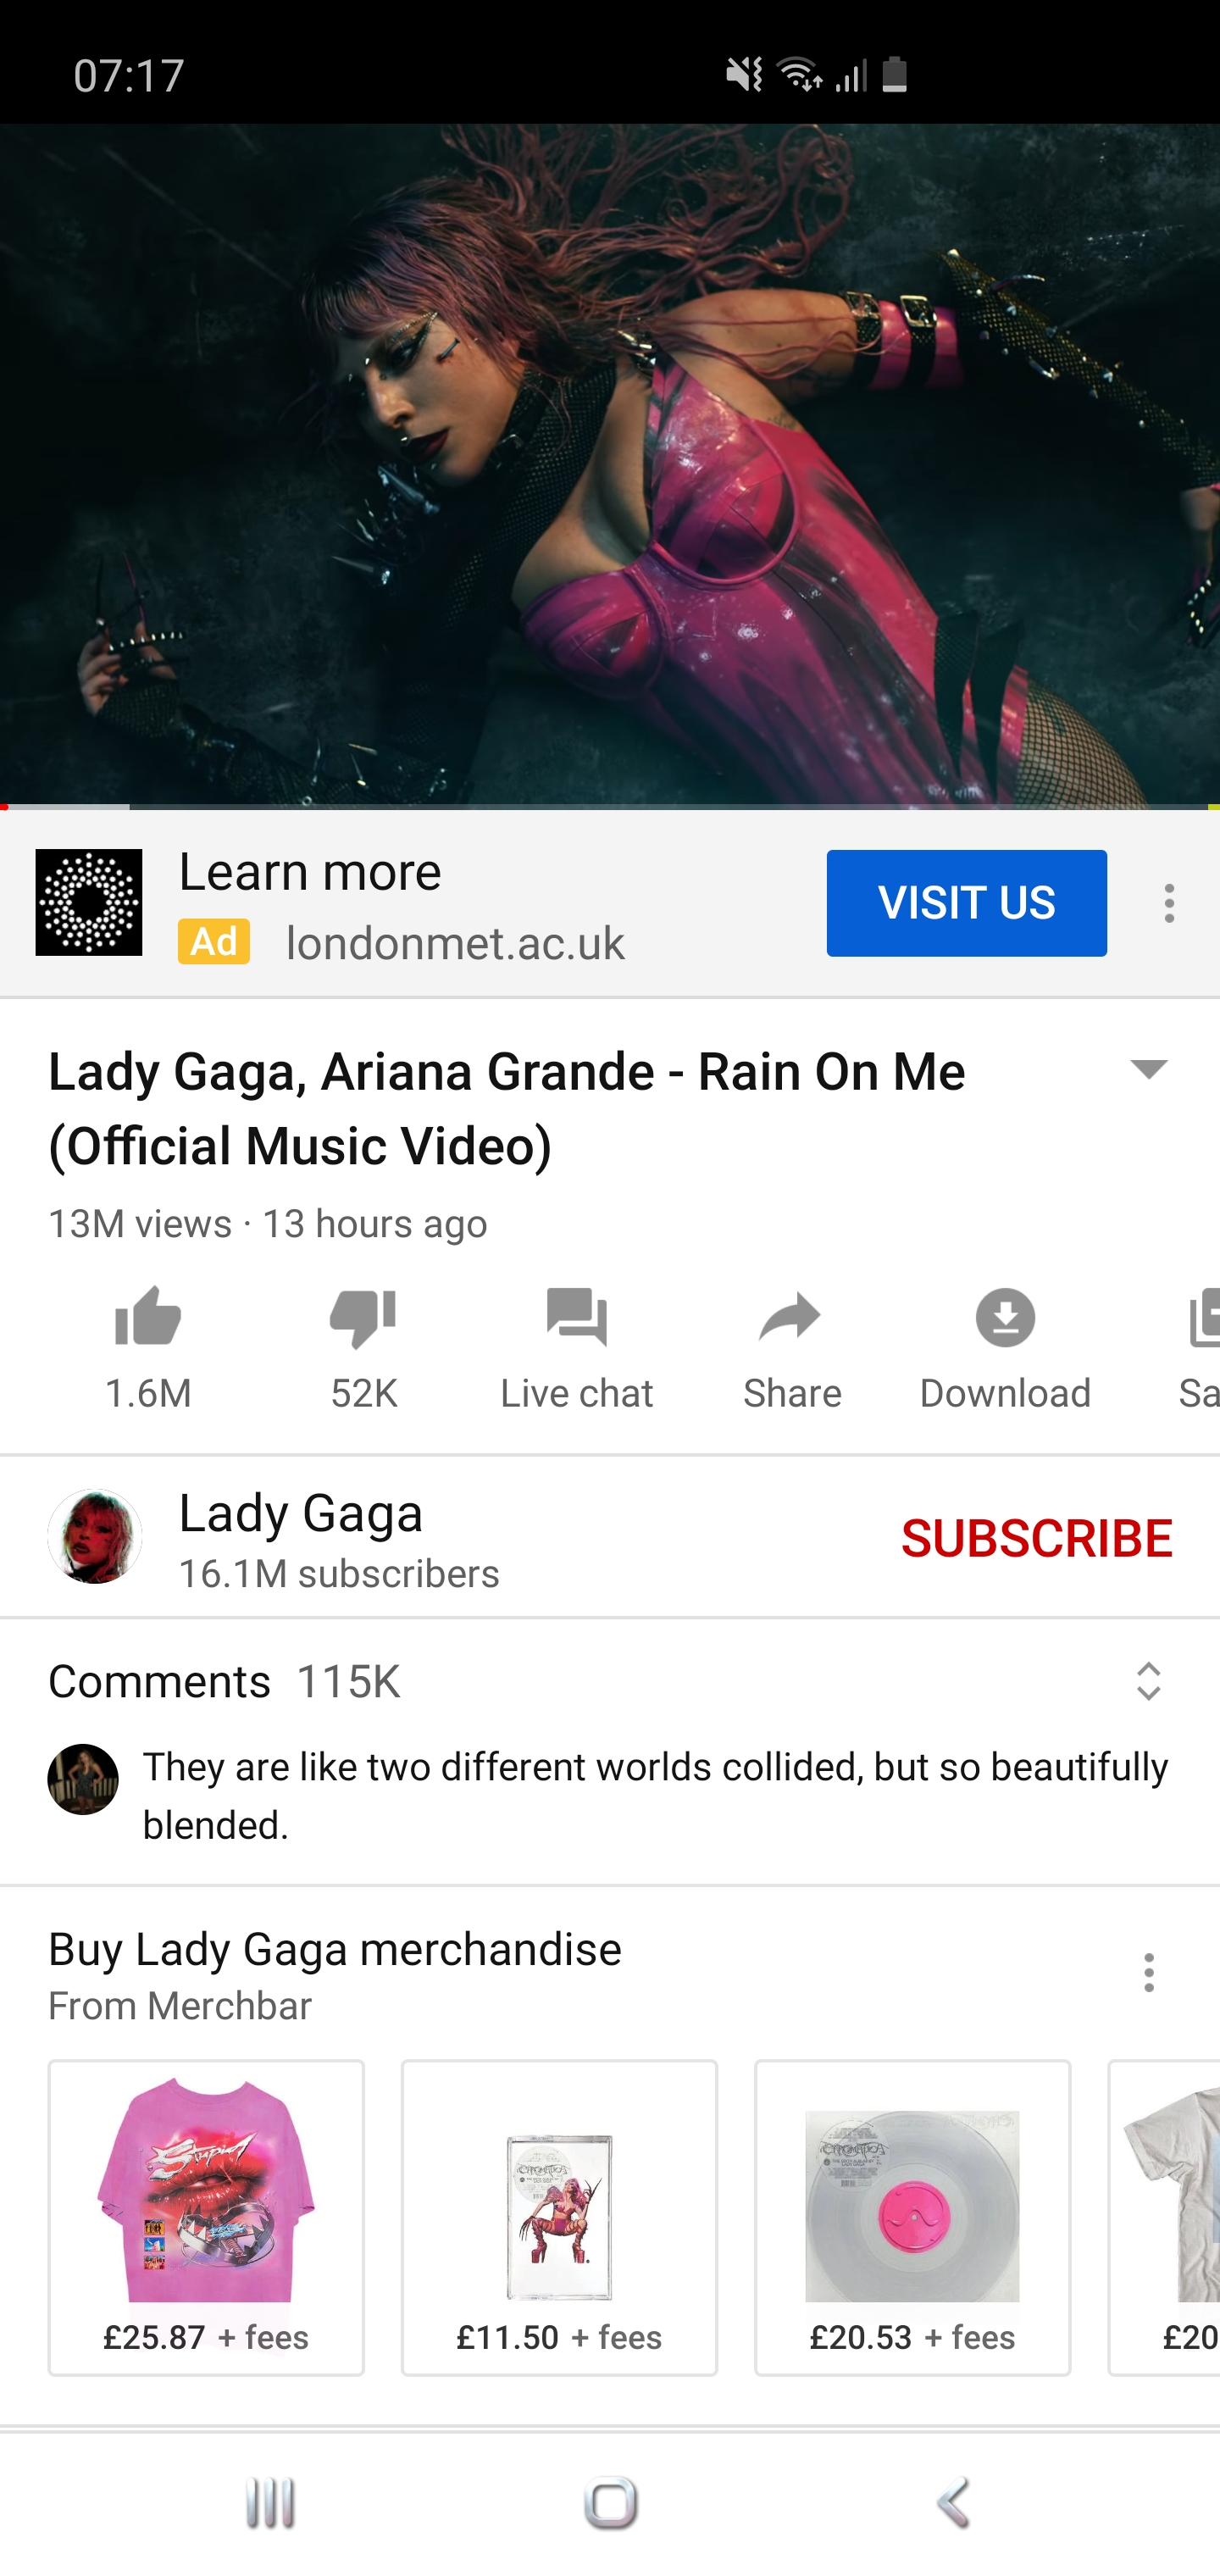 07:17
Learn more
VISIT US
Ad londonmet.ac.uk
Lady Gaga, Ariana Grande - Rain On Me
(Official Music Video)
13M views · 13 hours ago
1.6M
52K
Live chat
Share
Download
Sa
Lady Gaga
16.1M subscribers
SUBSCRIBE
Comments 115K
They are like two different worlds collided, but so beautifully
blended.
Buy Lady Gaga merchandise
From Merchbar
Stupid
CHROMATICA
CHROMATICA
£25.87 + fees
£11.50 + fees
£20.53 + fees
£20